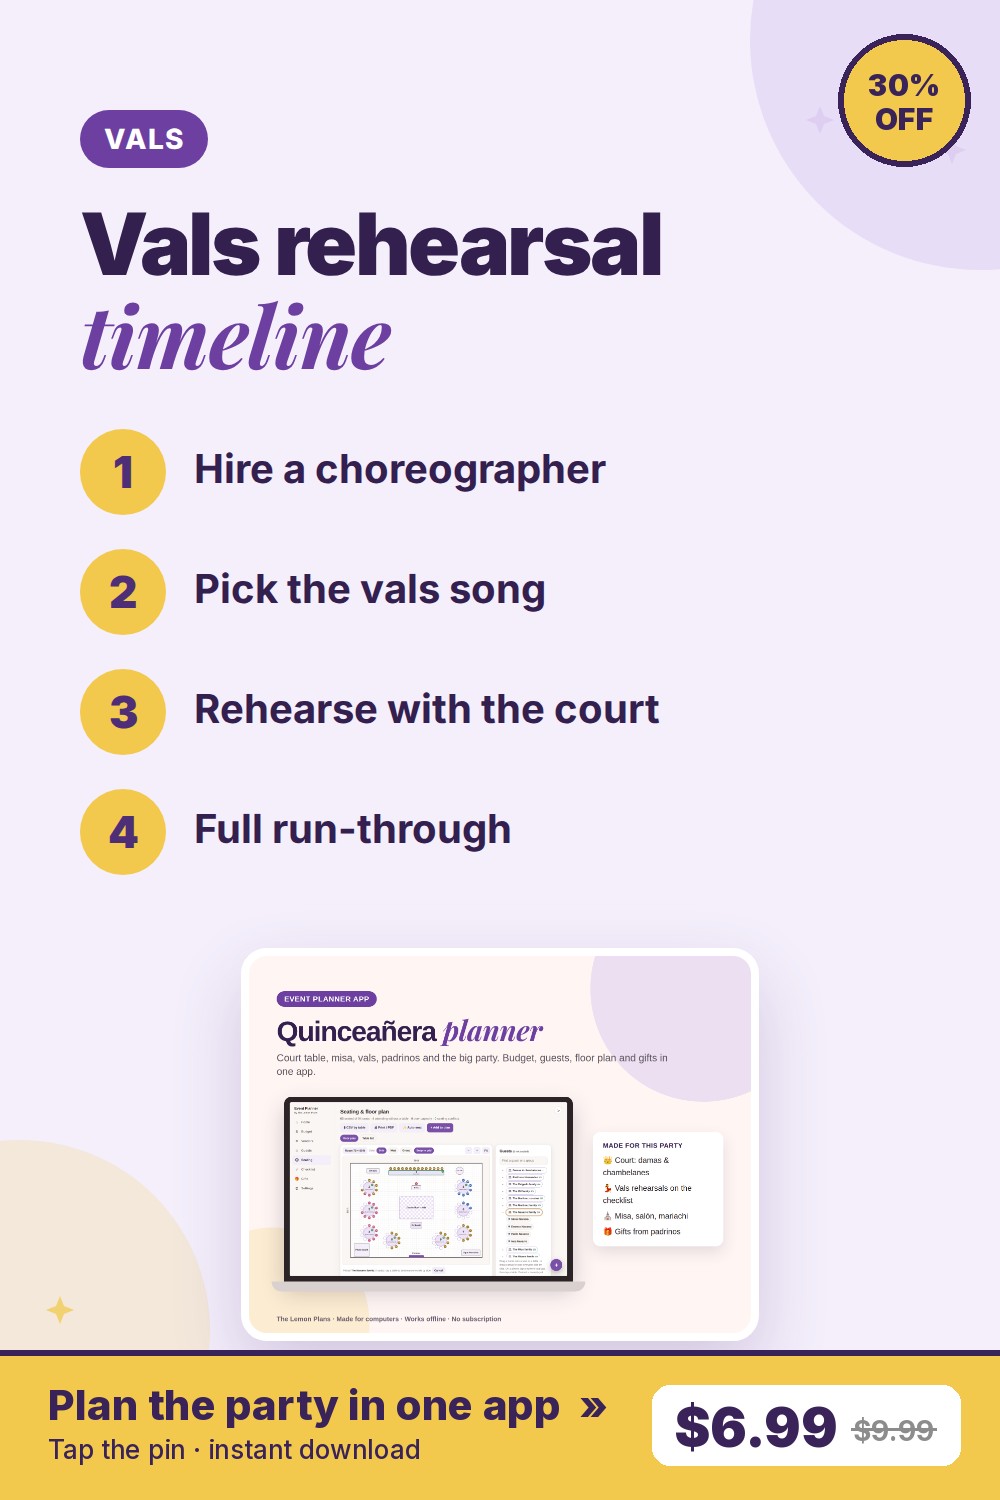 30%
OFF
VALS
Vals rehearsal
timeline
1 Hire a choreographer
2 Pick the vals song
3 Rehearse with the court
4 Full run-through
EVENT PLANNER APP
Quinceañera planner
Court table, misa, vals, padrinos and the big party. Budget, guests, floor plan and gifts in
one app.
Event Planner
Seating & floor plan
MADE FOR THIS PARTY
👑 Court: damas &
chambelanes
💃 Vals rehearsals on the
checklist
⛪ Misa, salón, mariachi
🎁 Gifts from padrinos
The Lemon Plans · Made for computers · Works offline · No subscription
Plan the party in one app »
Tap the pin · instant download
$6.99 $9.99